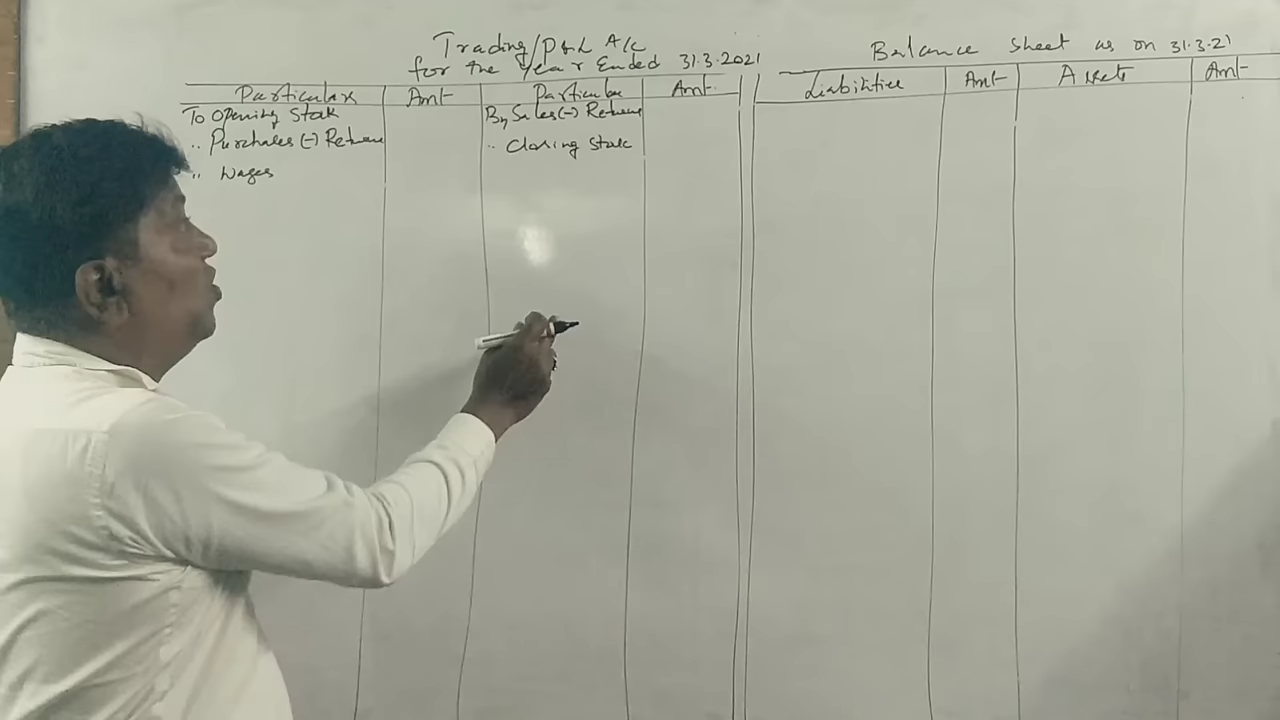 Trading/P&L A/c
for the Year Ended 31.3.2021
Particulars Amt Particular Amt.
To Opening Stock By Sales (-) Returns
.. Purchases (-) Returns .. Closing Stock
.. Wages
Balance Sheet as on 31.3.21
Liabilities Amt Assets Amt